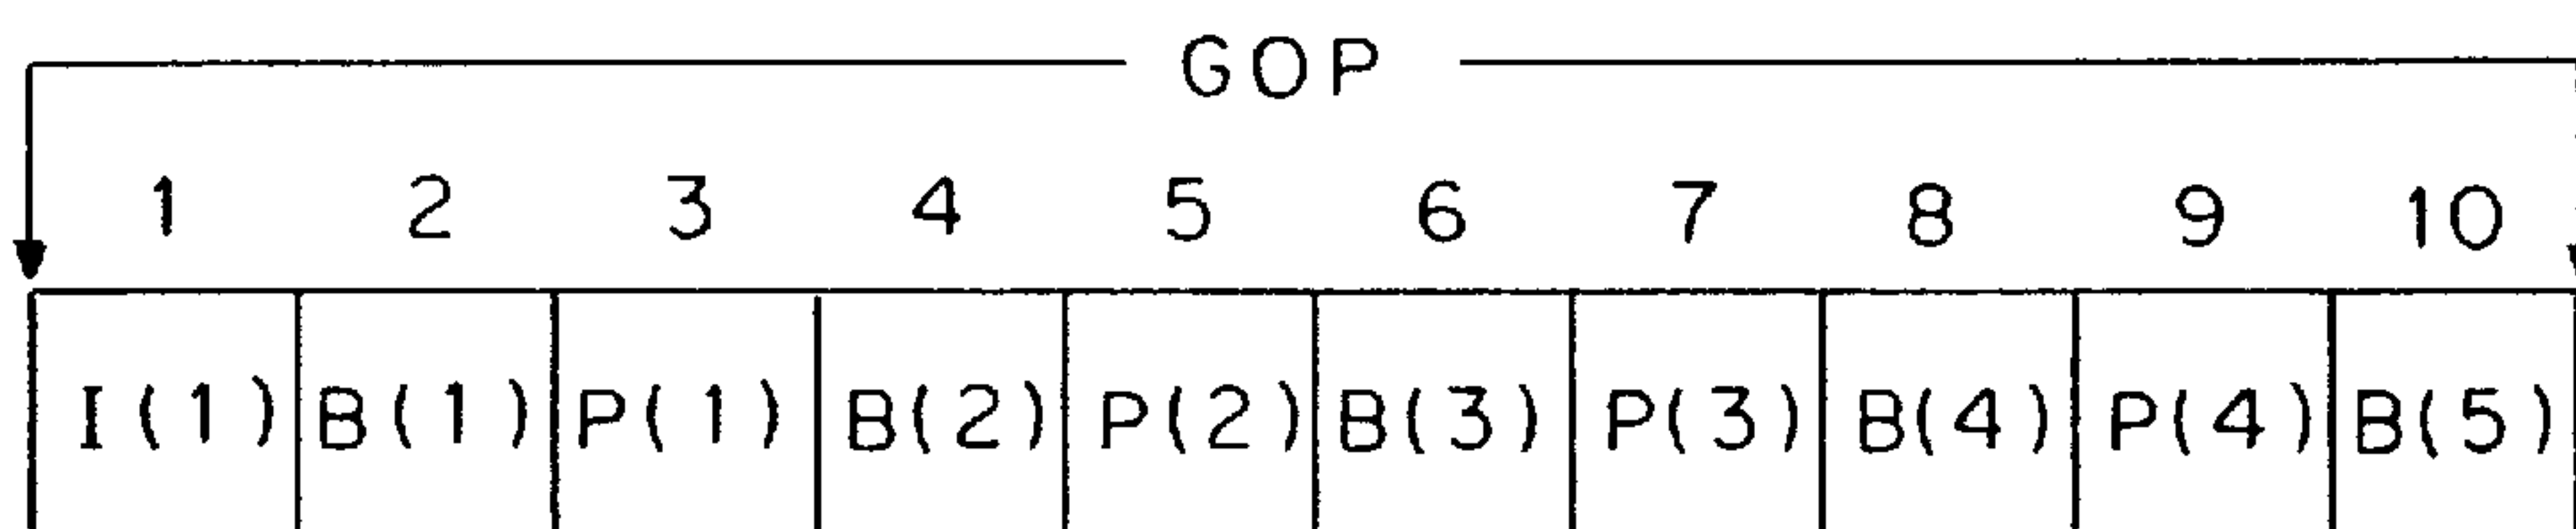 GOP
1 2 3 4 5 6 7 8 9 10
I(1) B(1) P(1) B(2) P(2) B(3) P(3) B(4) P(4) B(5)